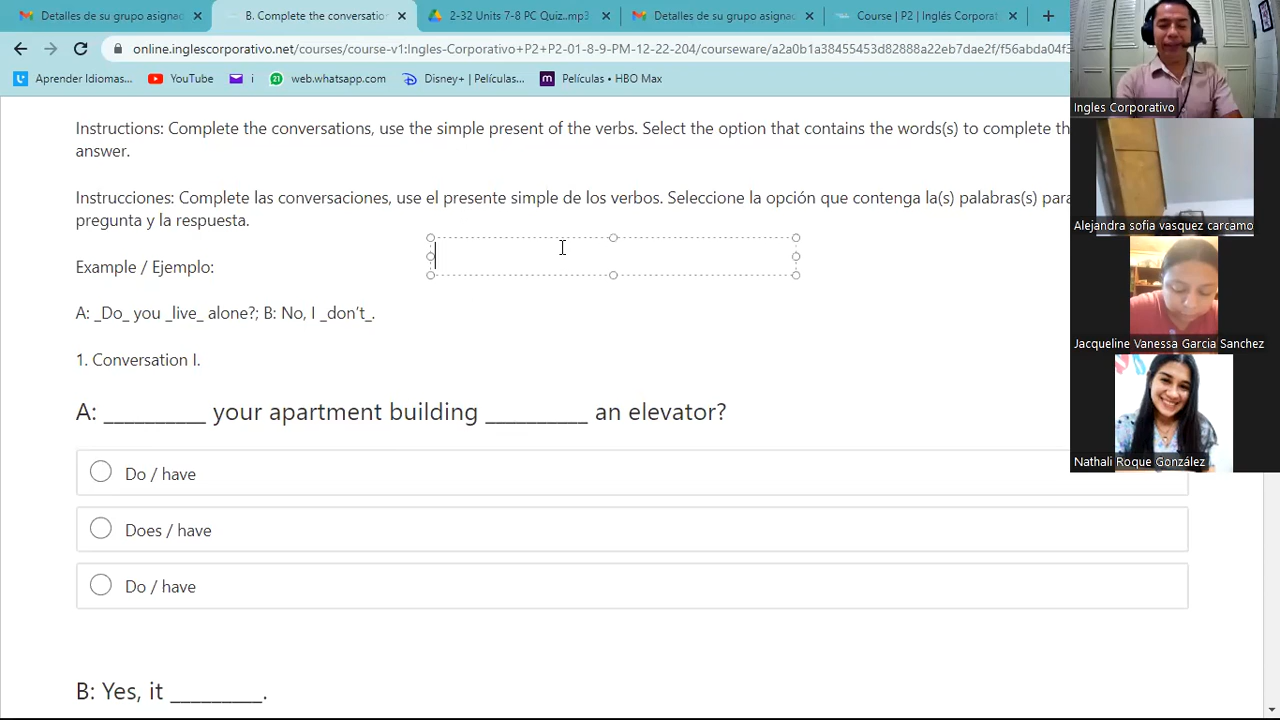 Detalles de su grupo asignad
B. Complete the conversatio
2-32 Units 7-8 PC Quiz..mp3
Detalles de su grupo asigna
Course | P2 | Inglés Corporat
online.inglescorporativo.net/courses/course-v1:Ingles-Corporativo+P2+P2-01-8-9-PM-12-22-204/courseware/
Aprender Idiomas...
YouTube
i
web.whatsapp.com
Disney+ | Películas...
Películas • HBO Max
Instructions: Complete the conversations, use the simple present of the verbs. Select the option that contains the words(s) to complete th
answer.
Instrucciones: Complete las conversaciones, use el presente simple de los verbos. Seleccione la opción que contenga la(s) palabras(s) para
pregunta y la respuesta.
Example / Ejemplo:
A: _Do_ you _live_ alone?; B: No, I _don't_.
1. Conversation I.
A: __________ your apartment building __________ an elevator?
Do / have
Does / have
Do / have
B: Yes, it _________.
Ingles Corporativo
Alejandra sofia vasquez carcamo
Jacqueline Vanessa Garcia Sanchez
Nathali Roque González